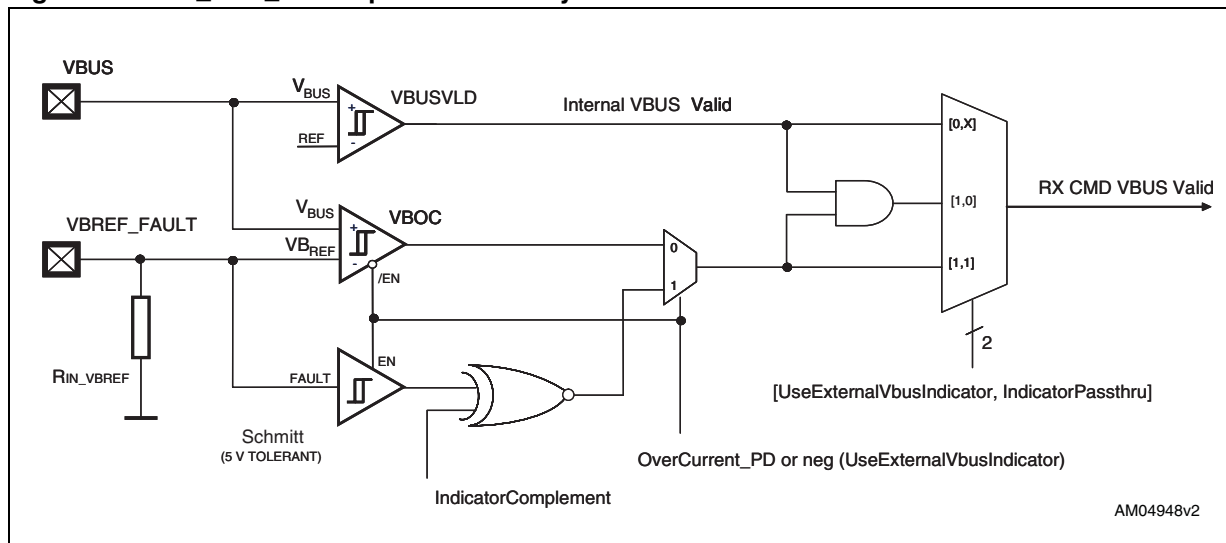 VBUS
VBUS
VBUSVLD
Internal VBUS Valid
+
-
REF
[0,X]
RX CMD VBUS Valid
[1,0]
VBREF_FAULT
VBUS
VBOC
VBREF
+
-
/EN
0
1
[1,1]
2
RIN_VBREF
FAULT
EN
[UseExternalVbusIndicator, IndicatorPassthru]
Schmitt
(5 V TOLERANT)
OverCurrent_PD or neg (UseExternalVbusIndicator)
IndicatorComplement
AM04948v2